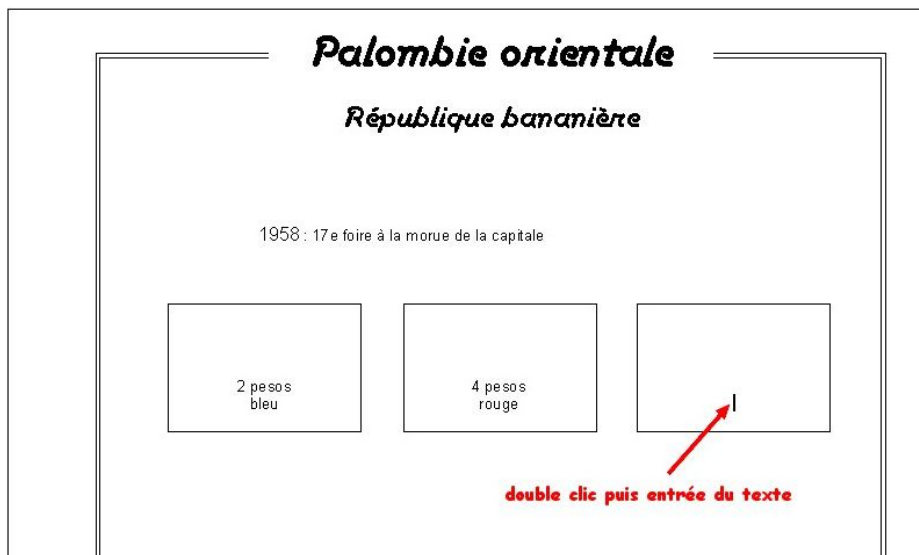 Palombie orientale
République bananière
1958 : 17e foire à la morue de la capitale
2 pesos
bleu
4 pesos
rouge
double clic puis entrée du texte